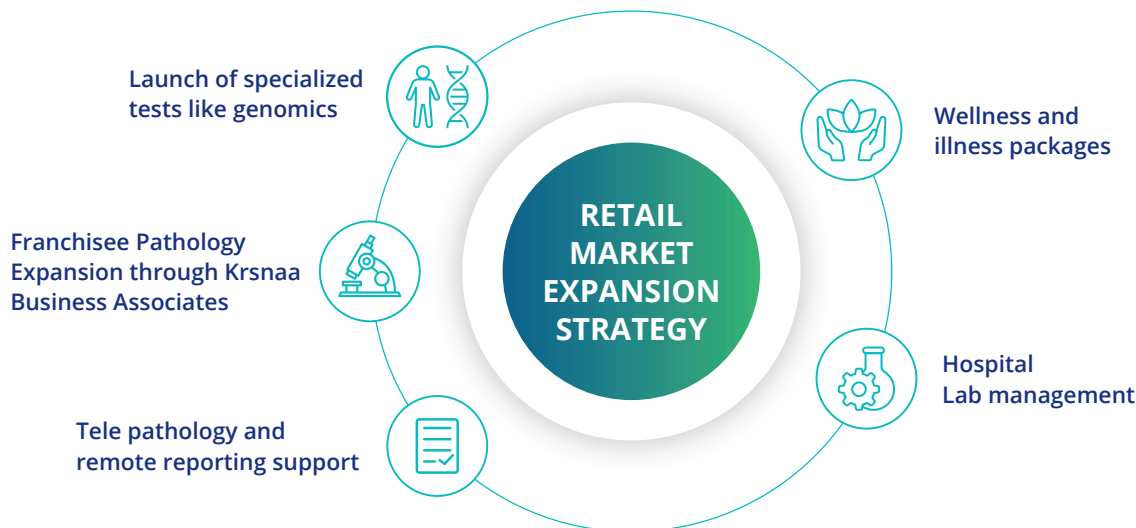 Launch of specialized
tests like genomics
Franchisee Pathology
Expansion through Krsnaa
Business Associates
Tele pathology and
remote reporting support
RETAIL
MARKET
EXPANSION
STRATEGY
Wellness and
illness packages
Hospital
Lab management